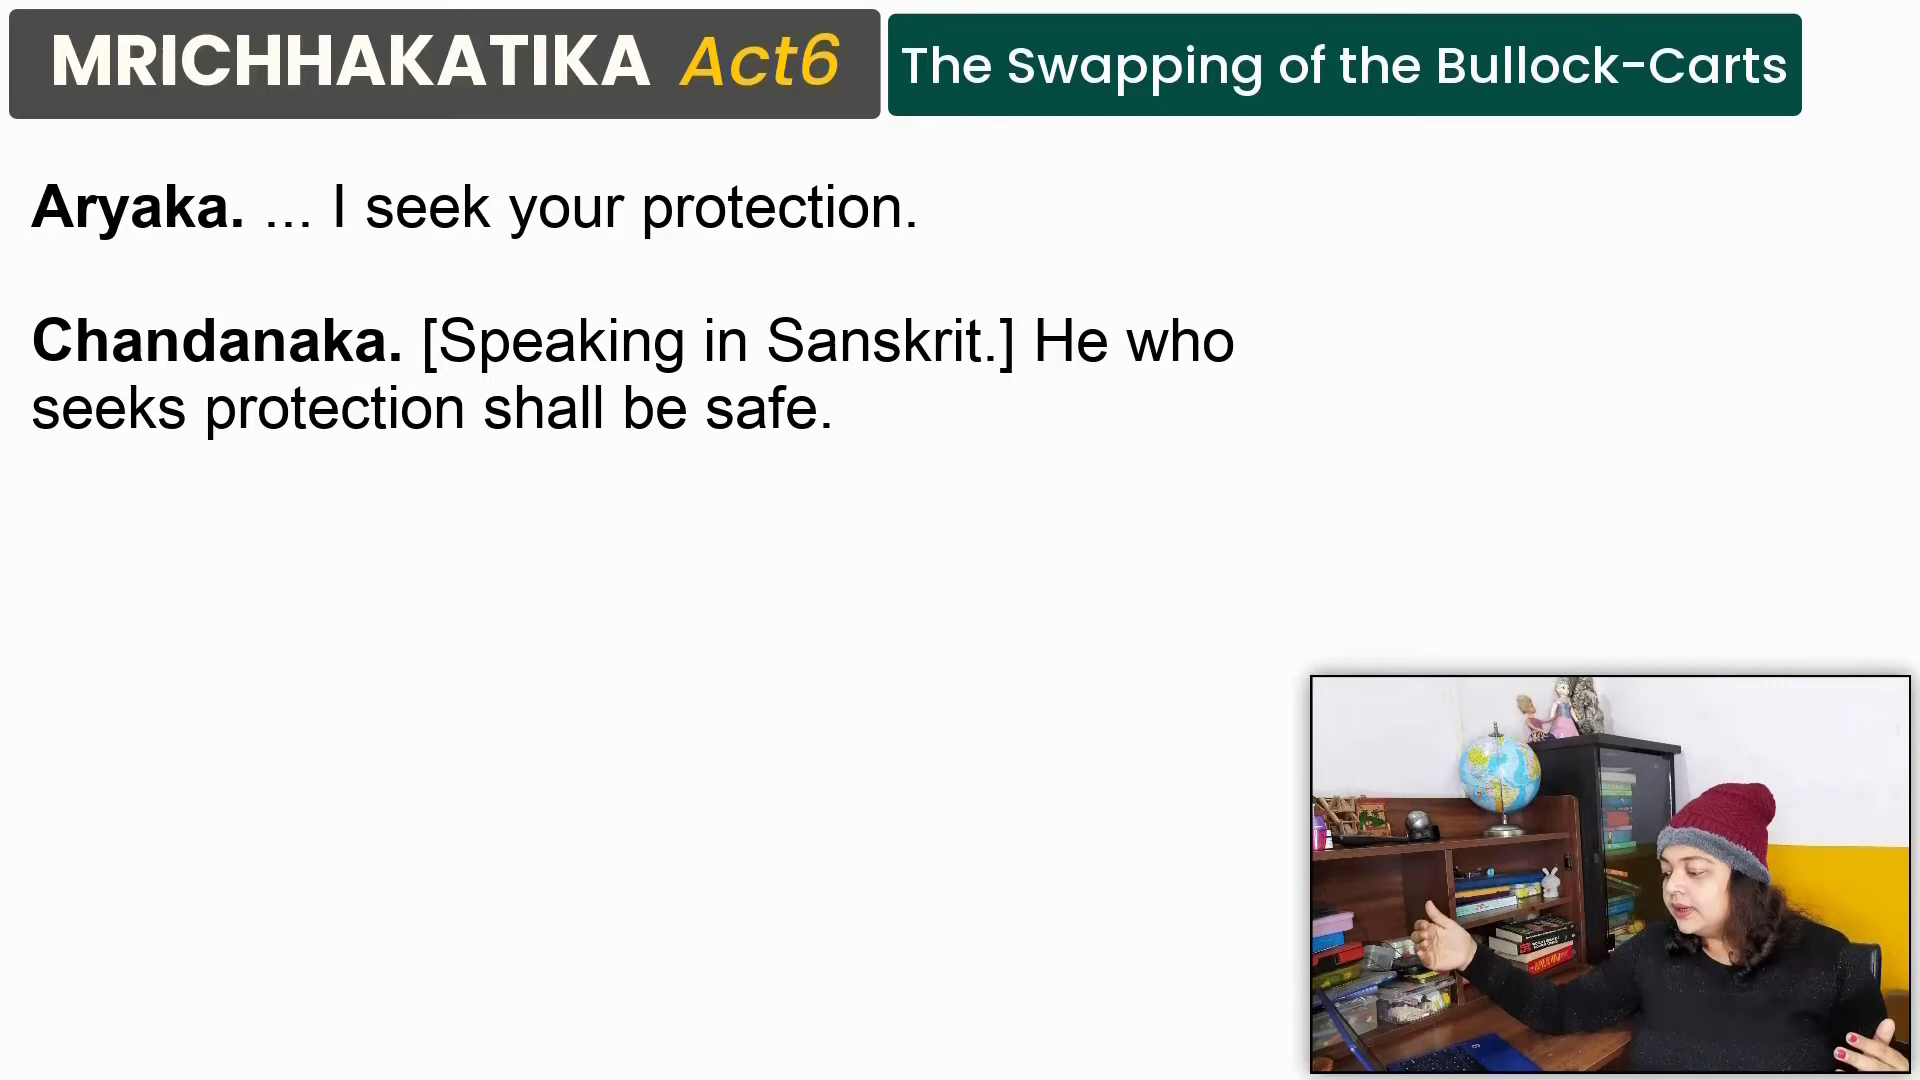 MRICHHAKATIKA Act6
The Swapping of the Bullock-Carts
Aryaka. ... I seek your protection.
Chandanaka. [Speaking in Sanskrit.] He who
seeks protection shall be safe.